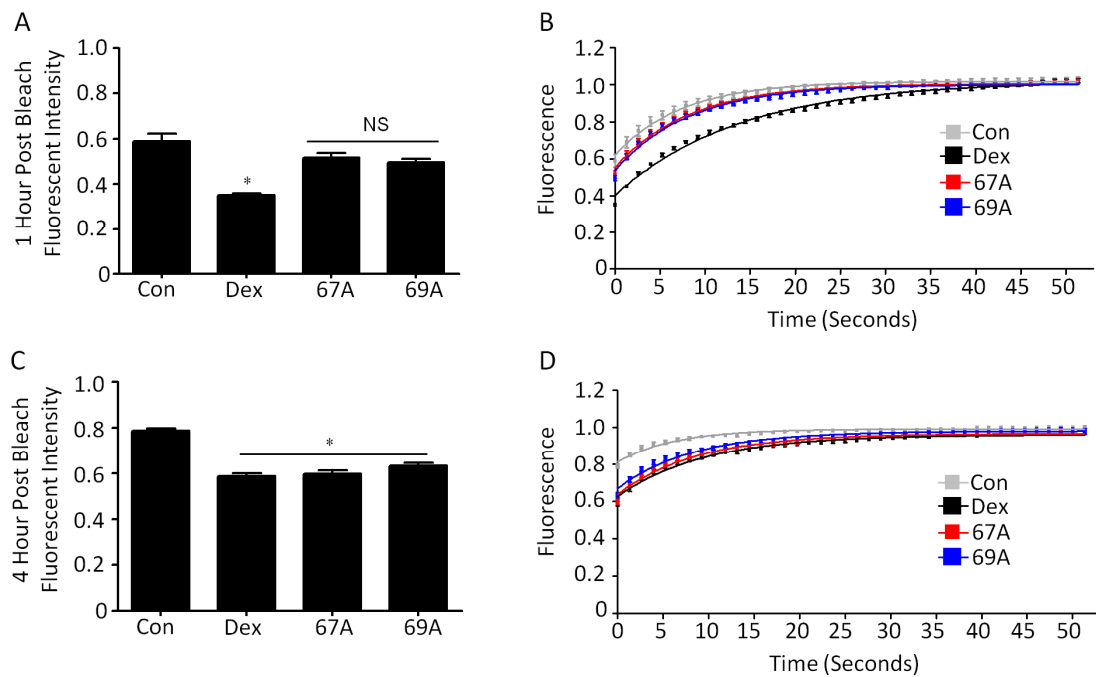 A
1 Hour Post Bleach
Fluorescent Intensity
1.0
0.8
0.6
0.4
0.2
0
*
NS
Con
Dex
67A
69A
B
Fluorescence
1.2
1.0
0.8
0.6
0.4
0.2
0
0
5
10
15
20
25
30
35
40
45
50
Time (Seconds)
Con
Dex
67A
69A
C
4 Hour Post Bleach
Fluorescent Intensity
1.0
0.8
0.6
0.4
0.2
0
*
Con
Dex
67A
69A
D
Fluorescence
1.2
1.0
0.8
0.6
0.4
0.2
0
0
5
10
15
20
25
30
35
40
45
50
Time (Seconds)
Con
Dex
67A
69A